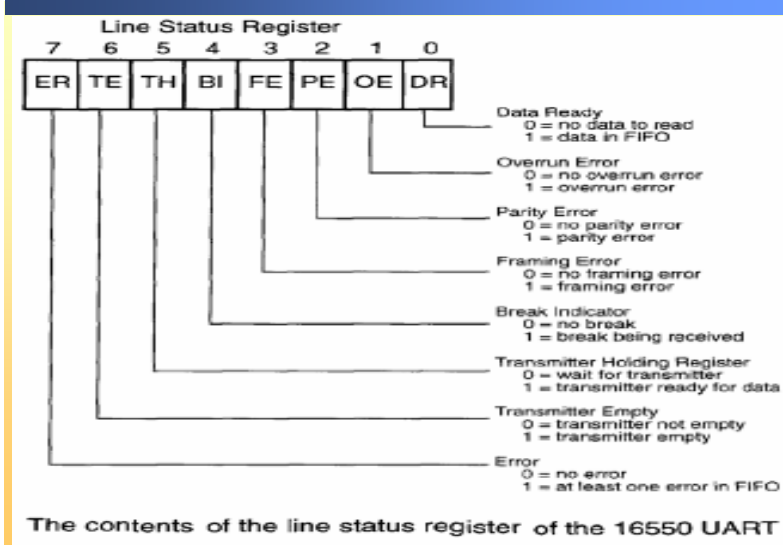 Line Status Register
7 6 5 4 3 2 1 0
ER TE TH BI FE PE OE DR
Data Ready
0 = no data to read
1 = data in FIFO
Overrun Error
0 = no overrun error
1 = overrun error
Parity Error
0 = no parity error
1 = parity error
Framing Error
0 = no framing error
1 = framing error
Break Indicator
0 = no break
1 = break being received
Transmitter Holding Register
0 = wait for transmitter
1 = transmitter ready for data
Transmitter Empty
0 = transmitter not empty
1 = transmitter empty
Error
0 = no error
1 = at least one error in FIFO
The contents of the line status register of the 16550 UART